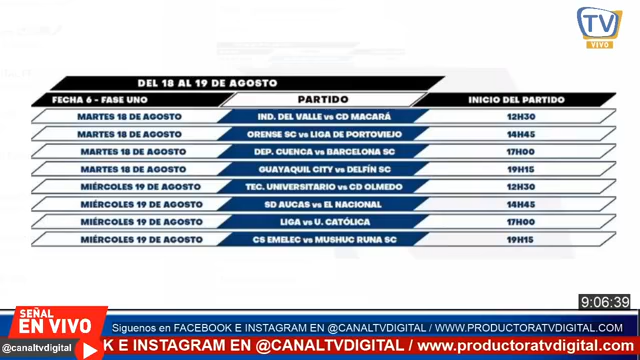 TV
VIVO
DEL 18 AL 19 DE AGOSTO
FECHA 6 - FASE UNO PARTIDO INICIO DEL PARTIDO
MARTES 18 DE AGOSTO IND. DEL VALLE vs CD MACARÁ 12H30
MARTES 18 DE AGOSTO ORENSE SC vs LIGA DE PORTOVIEJO 14H45
MARTES 18 DE AGOSTO DEP. CUENCA vs BARCELONA SC 17H00
MARTES 18 DE AGOSTO GUAYAQUIL CITY vs DELFÍN SC 19H15
MIÉRCOLES 19 DE AGOSTO TEC. UNIVERSITARIO vs CD OLMEDO 12H30
MIÉRCOLES 19 DE AGOSTO SD AUCAS vs EL NACIONAL 14H45
MIÉRCOLES 19 DE AGOSTO LIGA vs U. CATÓLICA 17H00
MIÉRCOLES 19 DE AGOSTO CS EMELEC vs MUSHUC RUNA SC 19H15
9:06:39
SEÑAL
EN VIVO
@canaltvdigital
Siguenos en FACEBOOK E INSTAGRAM EN @CANALTVDIGITAL / WWW.PRODUCTORATVDIGITAL.COM
K E INSTAGRAM EN @CANALTVDIGITAL / www.productoratvdigital.com